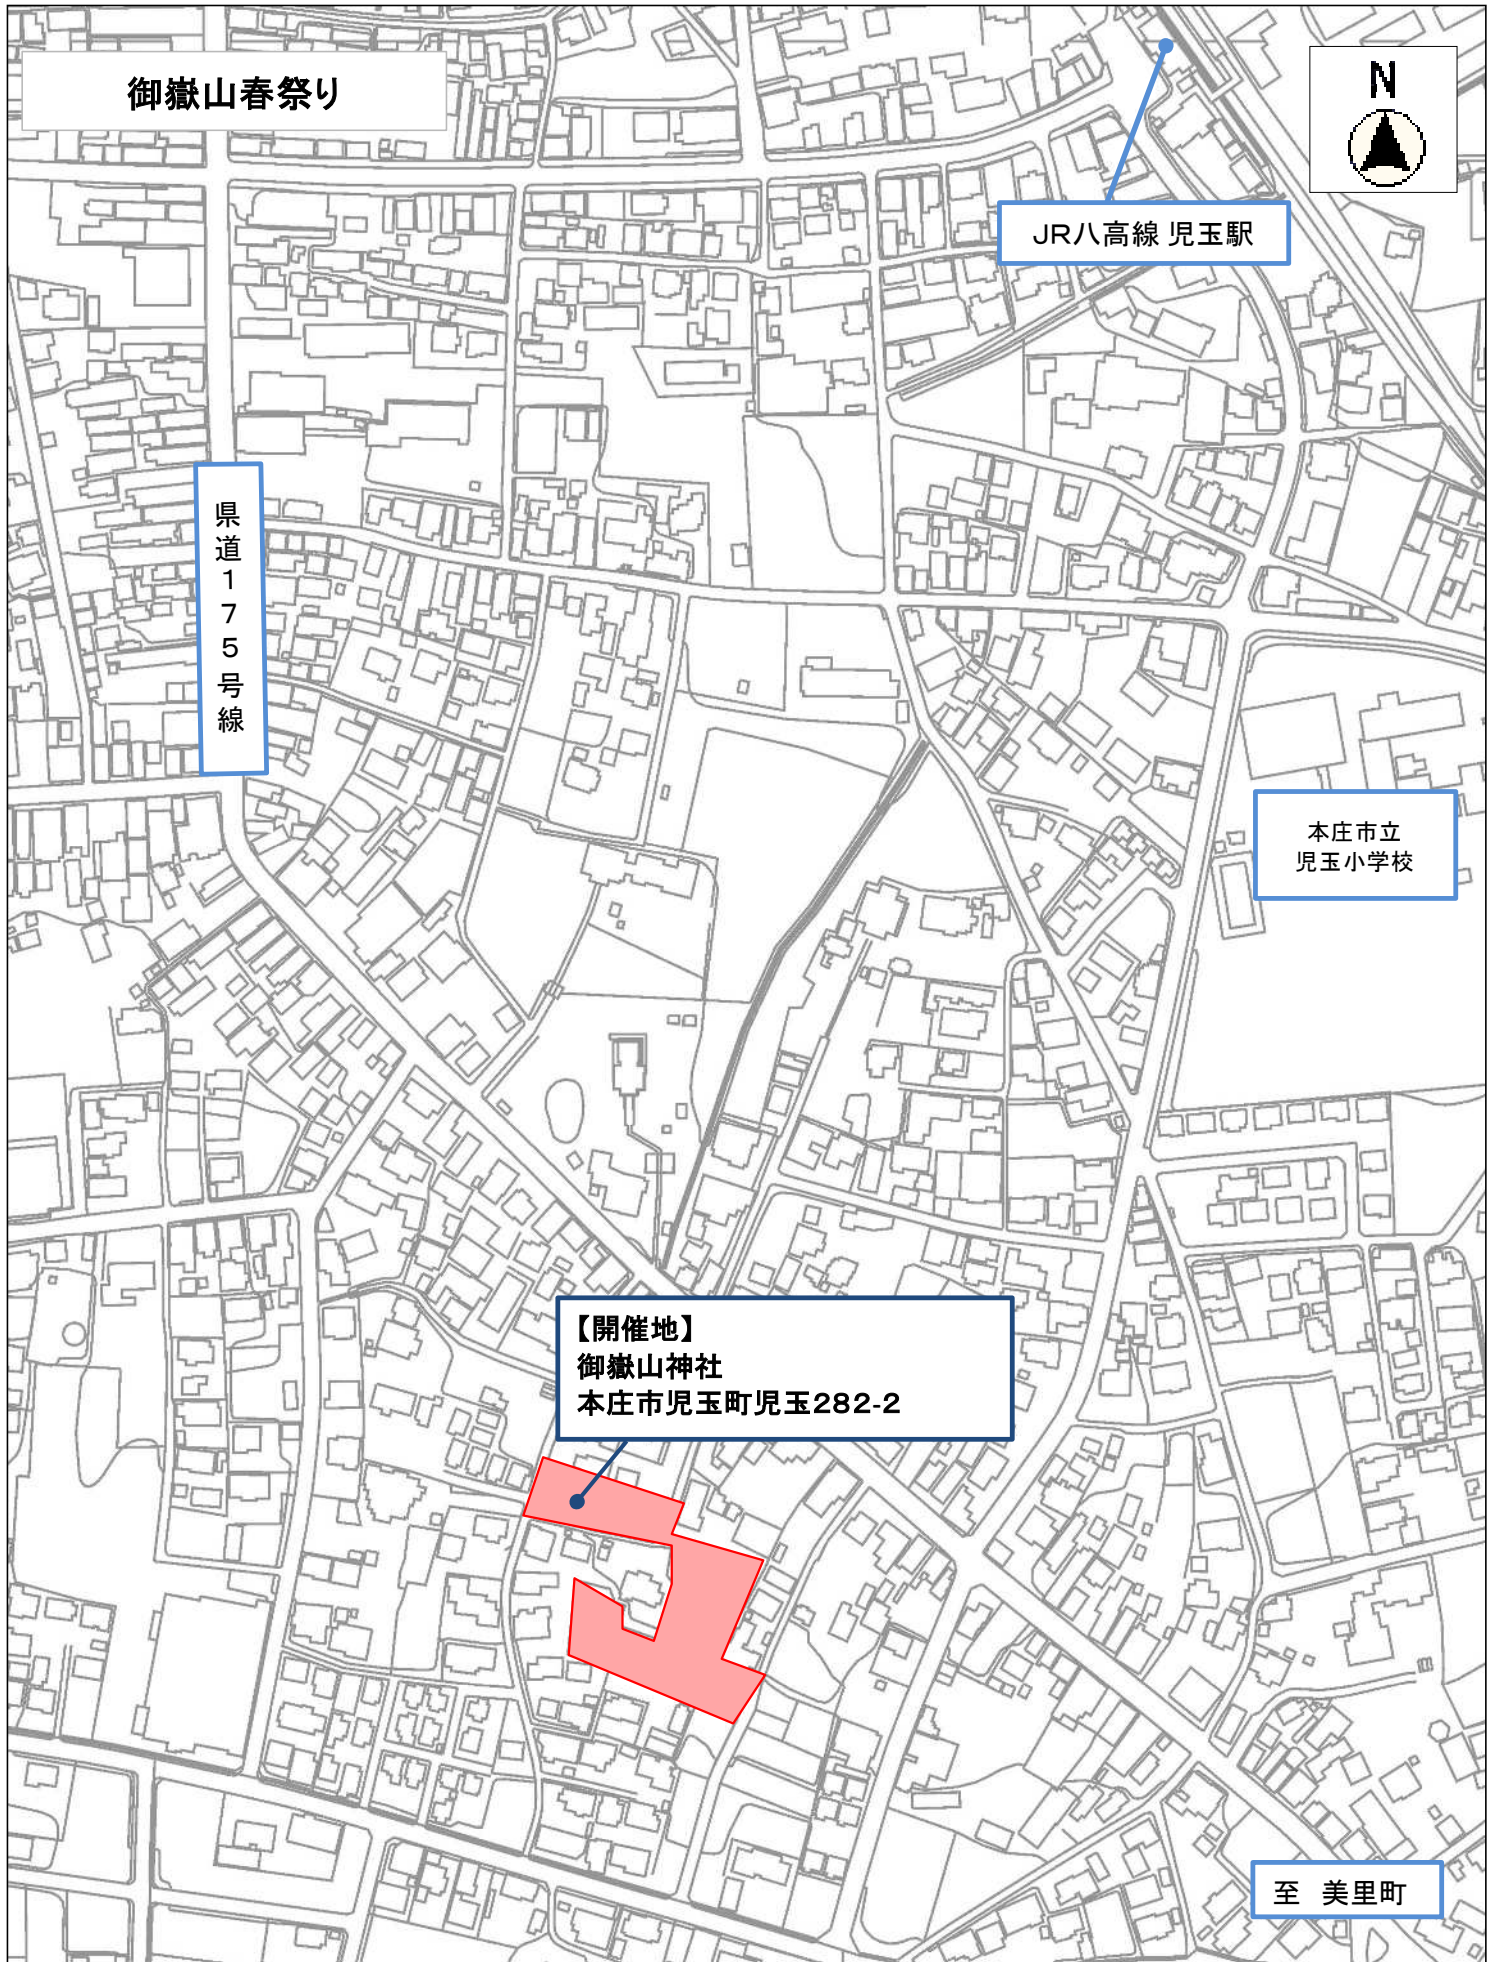 御嶽山春祭り
N
JR八高線 児玉駅
県道175号線
本庄市立
児玉小学校
【開催地】
御嶽山神社
本庄市児玉町児玉282-2
至　美里町